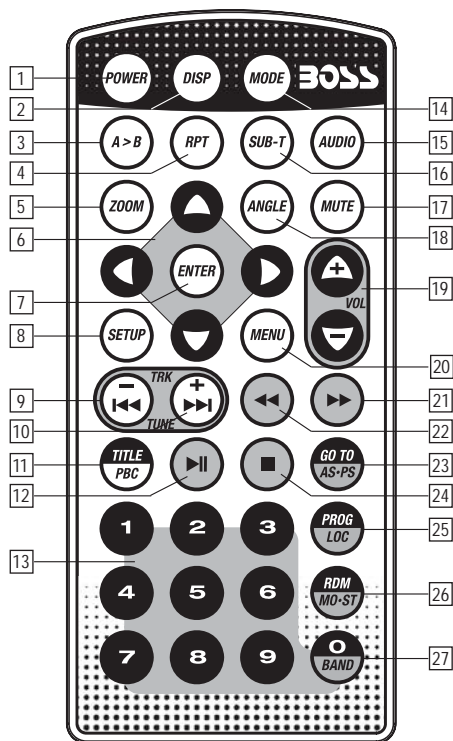 1 POWER DISP MODE BOSS
2 14
3 A>B RPT SUB-T AUDIO 15
4 16
5 ZOOM ANGLE MUTE 17
6 18
7 ENTER + 19
VOL
8 SETUP MENU − 20
− TRK +
9 ⏮ ⏭ ◀◀ ▶▶ 21
10 TUNE 22
11 TITLE GO TO 23
PBC AS•PS
12 24
1 2 3 PROG 25
LOC
13
4 5 6 RDM 26
MO•ST
7 8 9 0 27
BAND